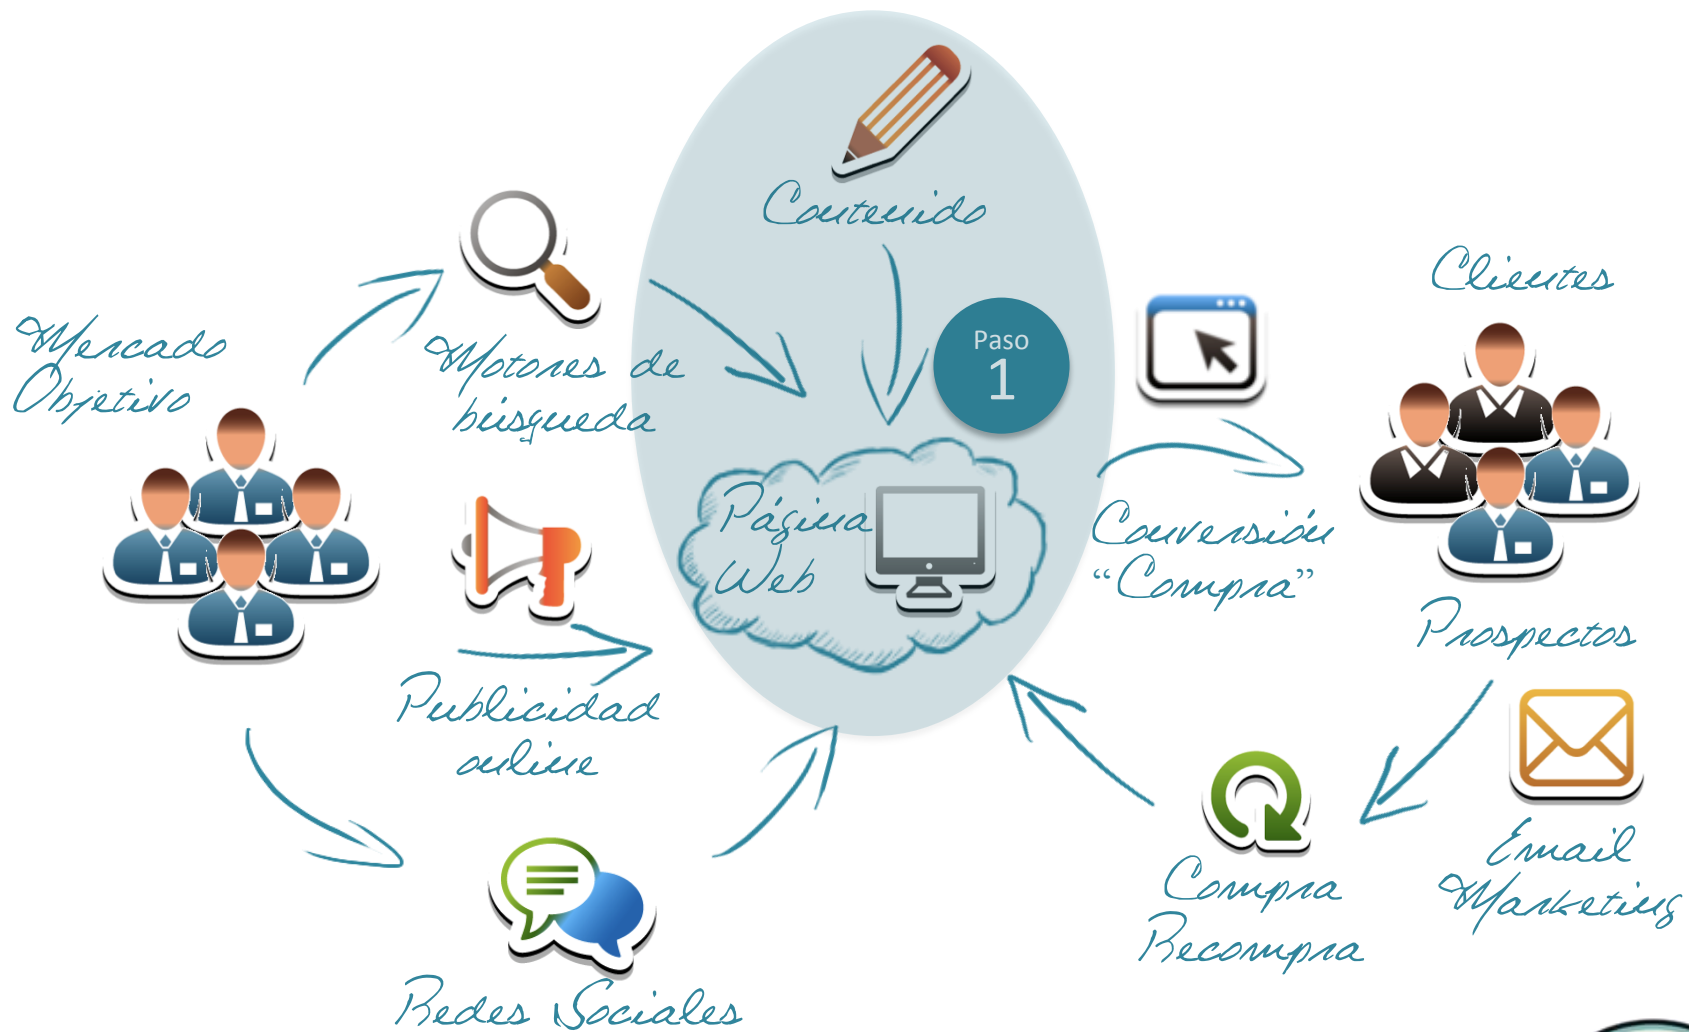 Contenido
Paso
1
Mercado
Objetivo
Motores de
búsqueda
Clientes
Página
Web
Conversión
“Compra”
Prospectos
Publicidad
online
Email
Marketing
Compra
Recompra
Redes Sociales